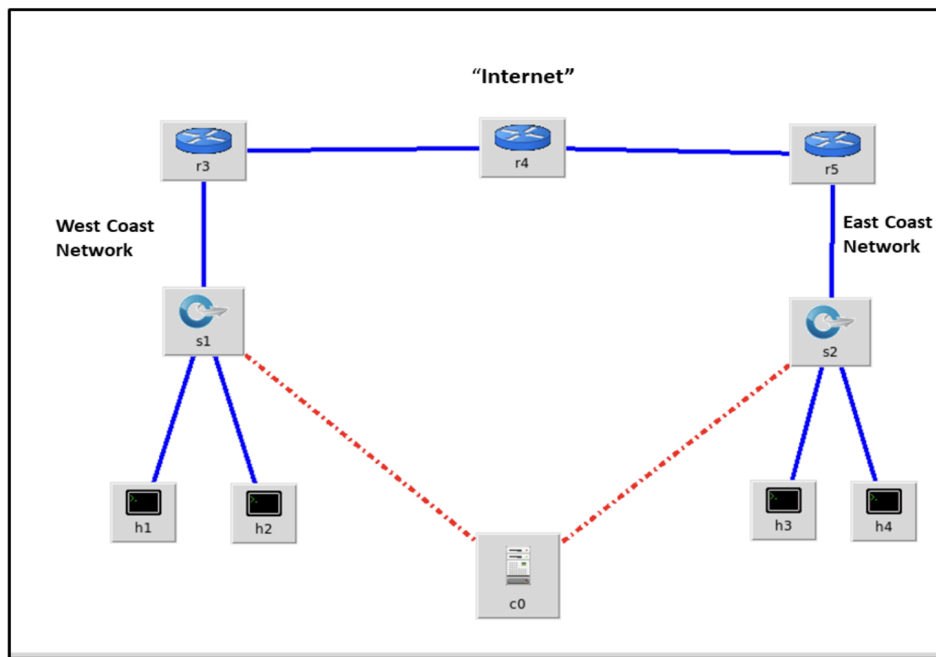 “Internet”
r3
r4
r5
West Coast
Network
East Coast
Network
s1
s2
h1
h2
h3
h4
c0